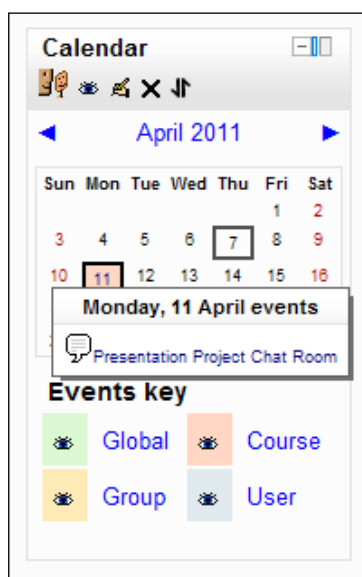 Calendar
April 2011
Sun Mon Tue Wed Thu Fri Sat
1 2
3 4 5 6 7 8 9
10 11 12 13 14 15 16
Monday, 11 April events
Presentation Project Chat Room
Events key
Global Course
Group User